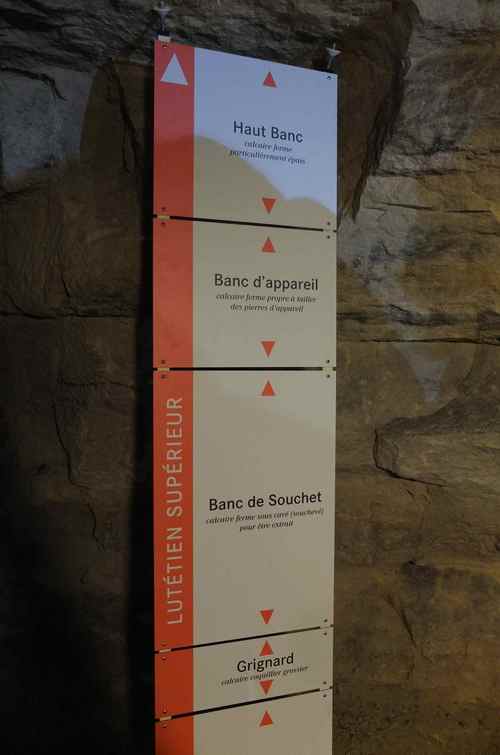 Haut Banc
calcaire ferme
particulièrement épais
Banc d'appareil
calcaire ferme propre à tailler
des pierres d'appareil
LUTÉTIEN SUPÉRIEUR
Banc de Souchet
calcaire ferme sous cavé (souchevé)
pour être extrait
Grignard
calcaire coquillier grossier